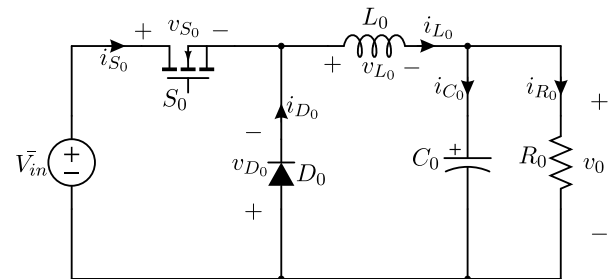 + v_{S_0} − L_0
i_{S_0} + v_{L_0} − i_{L_0}
S_0 i_{D_0} i_{C_0} i_{R_0} +
− \bar{V}_{in} + − v_{D_0} D_0 C_0 + R_0 v_0
+ −